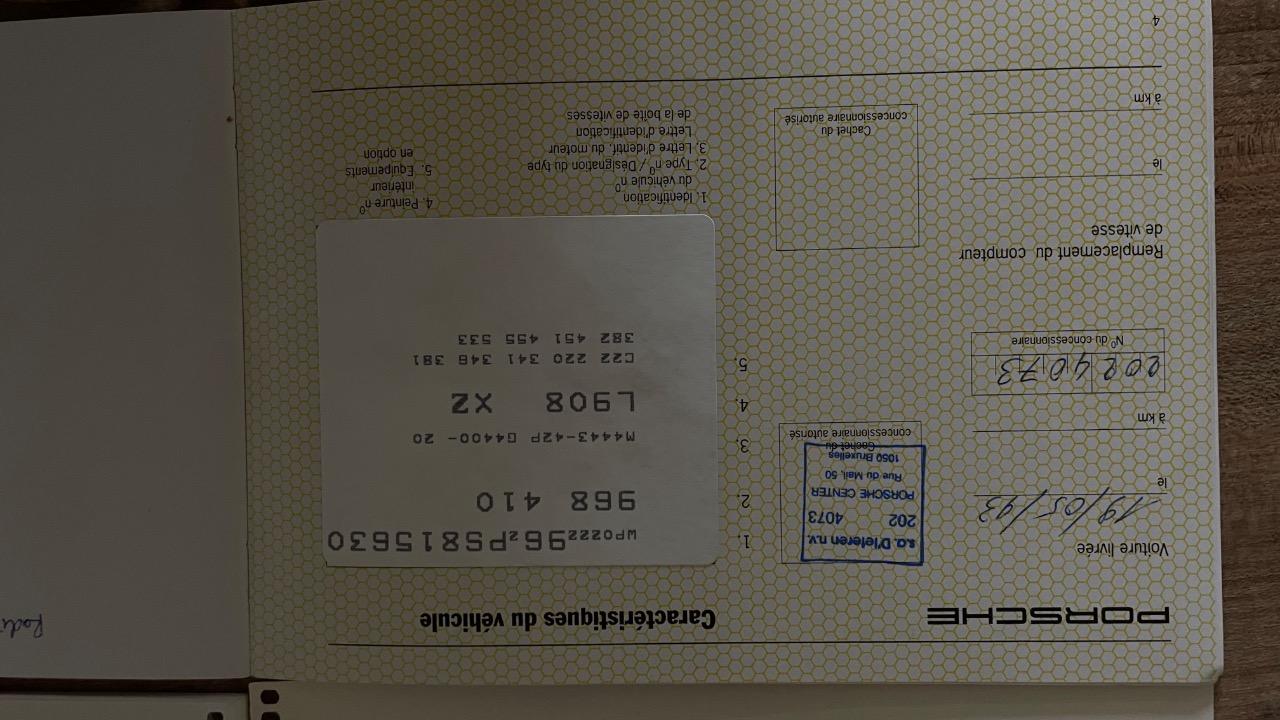 PORSCHE
Caractéristiques du véhicule
Voiture livrée
le 19/05/93
à km
202 4073
N° du concessionnaire
s.a. D'Ieteren n.v.
202 4073
PORSCHE CENTER
Rue du Mail, 50
1050 Bruxelles
Cachet du
concessionnaire autorisé
1. WP0ZZZ96ZPS815630
2. 968 410
3. M4443-42P G4400- 20
4. L908 XZ
5. C22 220 341 346 381
382 451 455 533
Remplacement du compteur
de vitesse
le
à km
Cachet du
concessionnaire autorisé
1. Identification
du véhicule n°
2. Type n° / Désignation du type
3. Lettre d'identif. du moteur
Lettre d'identification
de la boîte de vitesses
4. Peinture n°
intérieur
5. Équipements
en option
4